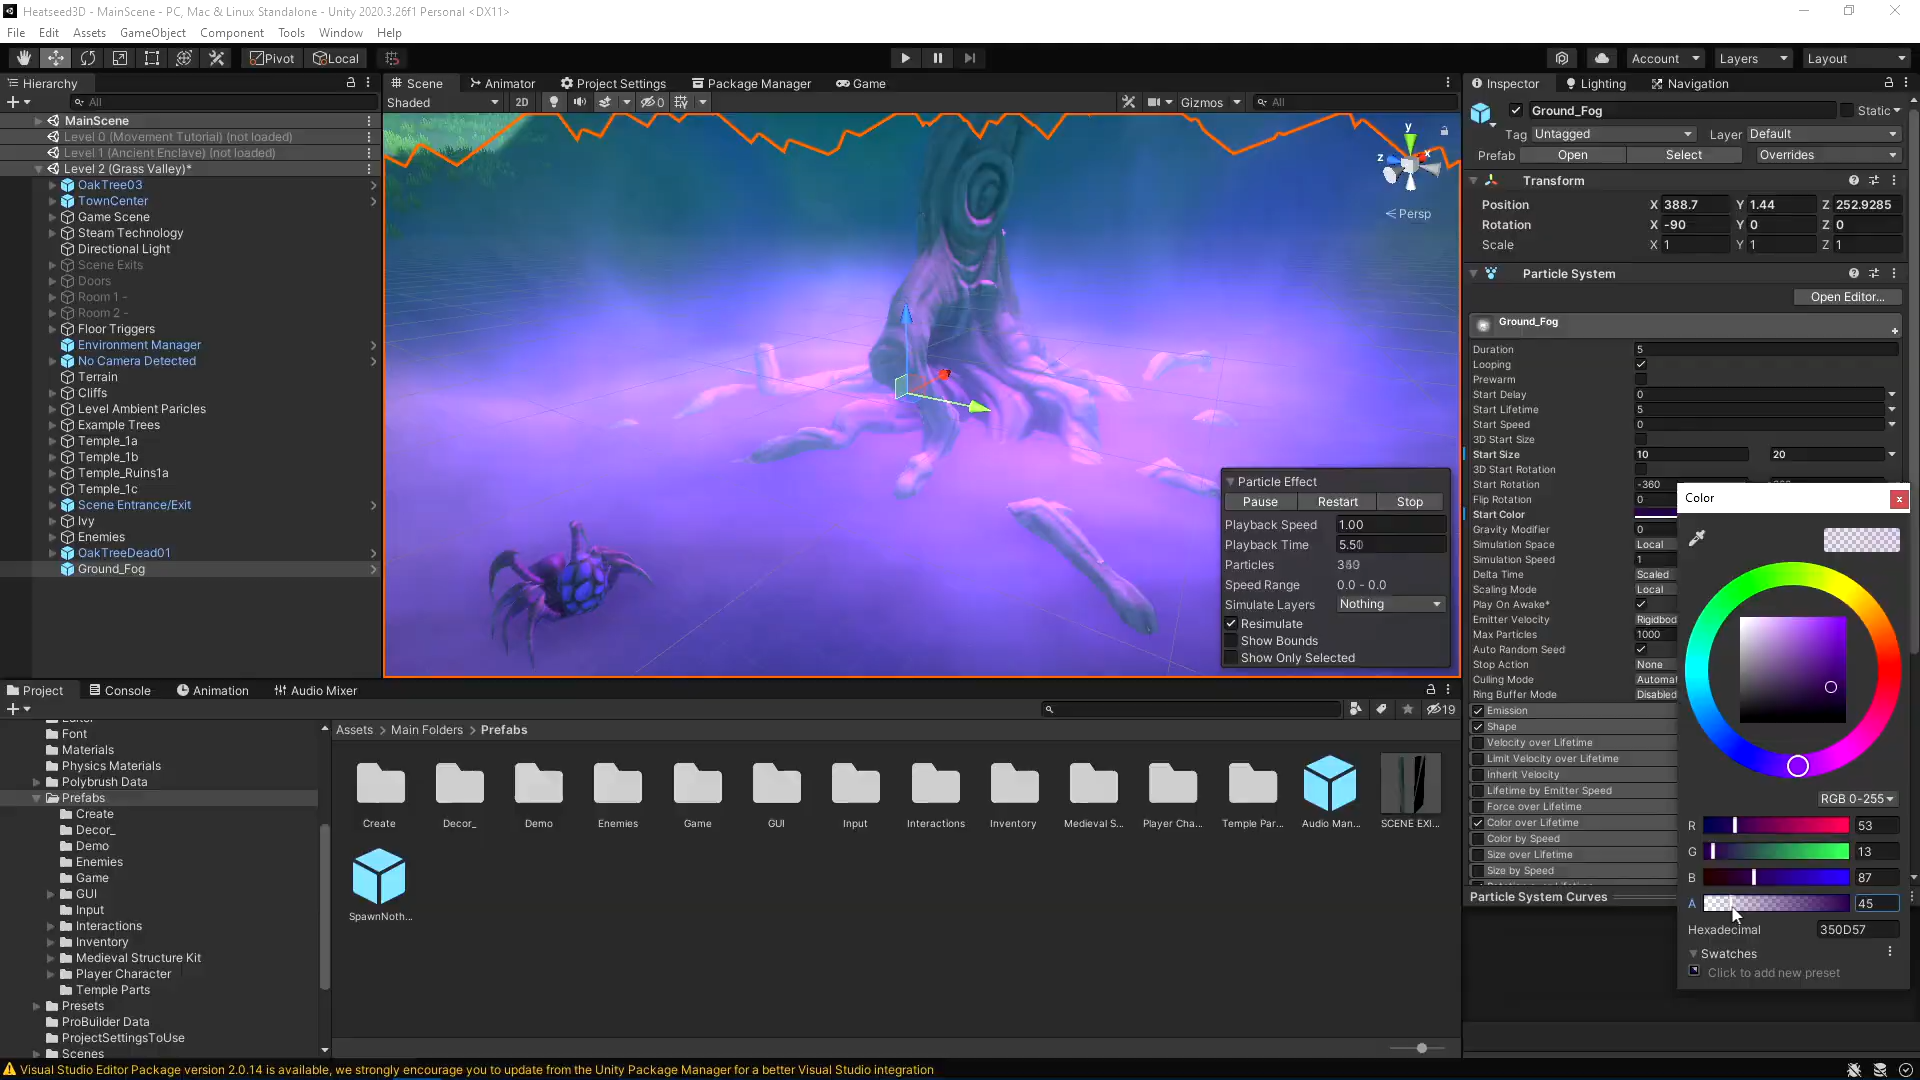 Heatseed3D - MainScene - PC, Mac & Linux Standalone - Unity 2020.3.26f1 Personal <DX11>
File Edit Assets GameObject Component Tools Window Help
Pivot Local Account Layers Layout
Hierarchy
All
MainScene
Level 0 (Movement Tutorial) (not loaded)
Level 1 (Ancient Enclave) (not loaded)
Level 2 (Grass Valley)*
OakTree03
TownCenter
Game Scene
Steam Technology
Directional Light
Scene Exits
Doors
Room 1 -
Room 2 -
Floor Triggers
Environment Manager
No Camera Detected
Terrain
Cliffs
Level Ambient Paricles
Example Trees
Temple_1a
Temple_1b
Temple_Ruins1a
Temple_1c
Scene Entrance/Exit
Ivy
Enemies
OakTreeDead01
Ground_Fog
Scene Animator Project Settings Package Manager Game
Shaded 2D 0 Gizmos All
y
z x
Persp
Particle Effect
Pause Restart Stop
Playback Speed 1.00
Playback Time
Particles
Speed Range 0.0 - 0.0
Simulate Layers Nothing
Resimulate
Show Bounds
Show Only Selected
Inspector Lighting Navigation
Ground_Fog Static
Tag Untagged Layer Default
Prefab Open Select Overrides
Transform
Position X 388.7 Y 1.44 Z 252.9285
Rotation X -90 Y 0 Z 0
Scale X 1 Y 1 Z 1
Particle System
Open Editor...
Ground_Fog
Duration 5
Looping
Prewarm
Start Delay 0
Start Lifetime 5
Start Speed 0
3D Start Size
Start Size 10 20
3D Start Rotation
Start Rotation -360
Flip Rotation 0
Start Color
Gravity Modifier 0
Simulation Space Local
Simulation Speed 1
Delta Time Scaled
Scaling Mode Local
Play On Awake*
Emitter Velocity Rigidbod
Max Particles 1000
Auto Random Seed
Stop Action None
Culling Mode Automat
Ring Buffer Mode Disabled
Emission
Shape
Velocity over Lifetime
Limit Velocity over Lifetime
Inherit Velocity
Lifetime by Emitter Speed
Force over Lifetime
Color over Lifetime
Color by Speed
Size over Lifetime
Size by Speed
Particle System Curves
Color
RGB 0-255
R 53
G 13
B 87
A 45
Hexadecimal 350D57
Swatches
Click to add new preset
Project Console Animation Audio Mixer
19
Font
Materials
Physics Materials
Polybrush Data
Prefabs
Create
Decor_
Demo
Enemies
Game
GUI
Input
Interactions
Inventory
Medieval Structure Kit
Player Character
Temple Parts
Presets
ProBuilder Data
ProjectSettingsToUse
Scenes
Assets > Main Folders > Prefabs
Create Decor_ Demo Enemies Game GUI Input Interactions Inventory Medieval S... Player Cha... Temple Par... Audio Man... SCENE EXI...
SpawnNoth...
Visual Studio Editor Package version 2.0.14 is available, we strongly encourage you to update from the Unity Package Manager for a better Visual Studio integration